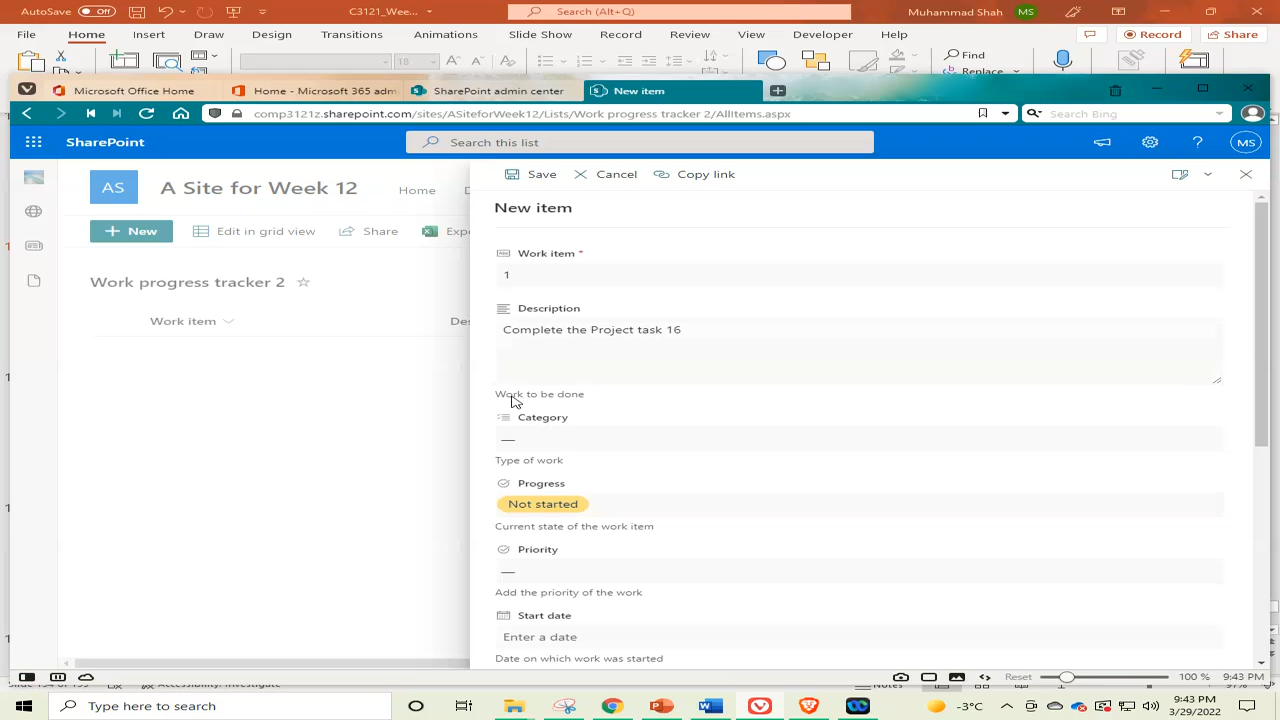 AutoSave Off
C3121_Wee...
Search (Alt+Q)
Muhammad Shah MS
File Home Insert Draw Design Transitions Animations Slide Show Record Review View Developer Help
Record Share
18
Find
Replace
Microsoft Office Home
Home - Microsoft 365 adm
SharePoint admin center
New item
comp3121z.sharepoint.com/sites/ASiteforWeek12/Lists/Work progress tracker 2/AllItems.aspx
Search Bing
SharePoint
Search this list
MS
AS A Site for Week 12 Home D
New Edit in grid view Share Expo
Work progress tracker 2
Work item Des
Save Cancel Copy link
New item
Work item *
1
Description
Complete the Project task 16
Work to be done
Category
—
Type of work
Progress
Not started
Current state of the work item
Priority
—
Add the priority of the work
Start date
Enter a date
Date on which work was started
Reset 100 % 9:43 PM
Accessibility: Investigate
Notes
Type here to search
-3°C
9:43 PM
3/29/2022